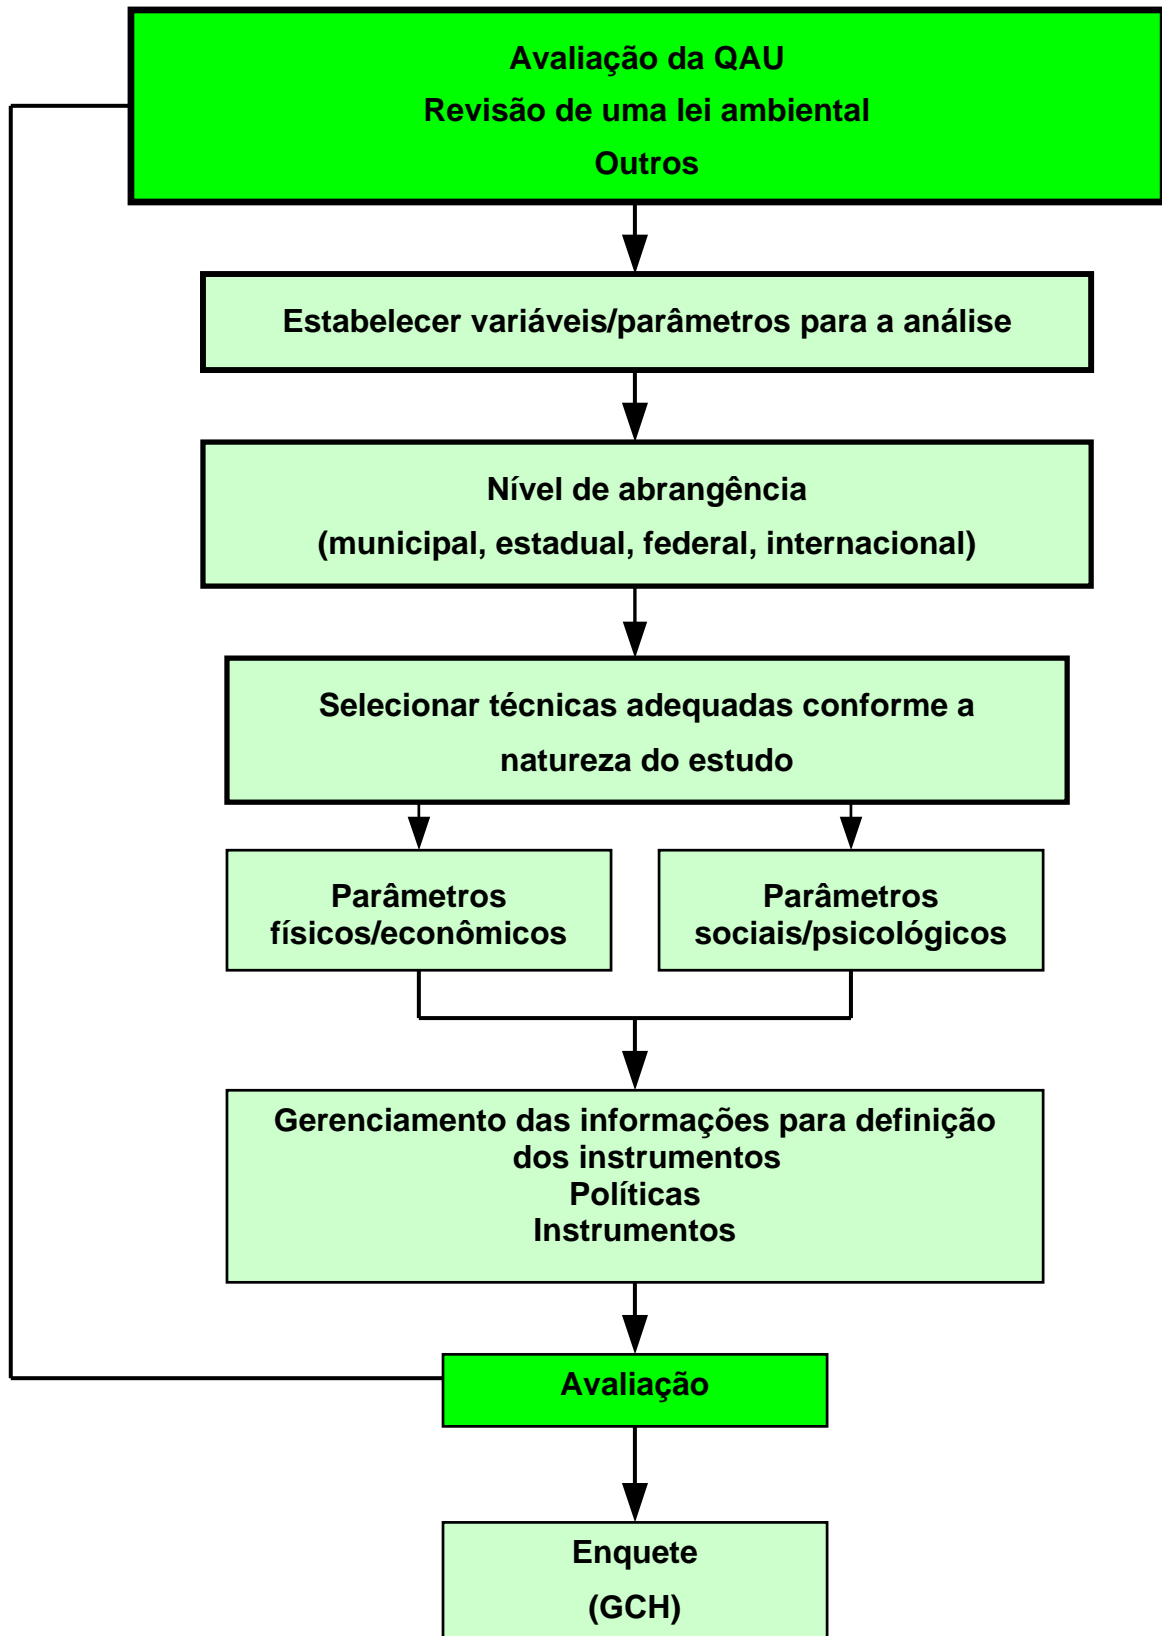 Avaliação da QAU
Revisão de uma lei ambiental
Outros
Estabelecer variáveis/parâmetros para a análise
Nível de abrangência
(municipal, estadual, federal, internacional)
Selecionar técnicas adequadas conforme a
natureza do estudo
Parâmetros
físicos/econômicos
Parâmetros
sociais/psicológicos
Gerenciamento das informações para definição
dos instrumentos
Políticas
Instrumentos
Avaliação
Enquete
(GCH)